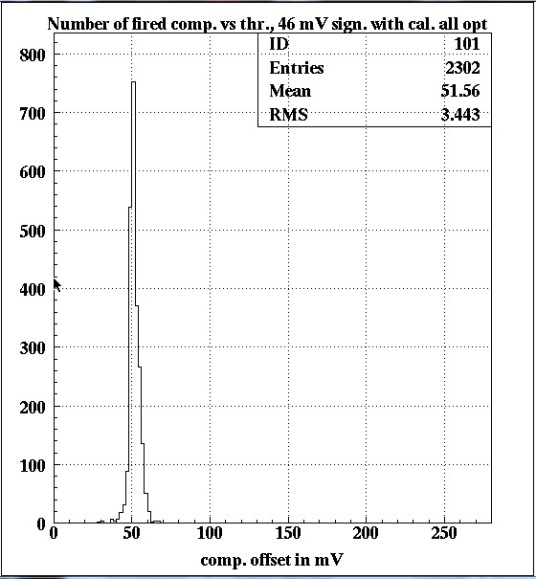 Number of fired comp. vs thr., 46 mV sign. with cal. all opt
ID 101
Entries 2302
Mean 51.56
RMS 3.443
800
700
600
500
400
300
200
100
0
0 50 100 150 200 250
comp. offset in mV